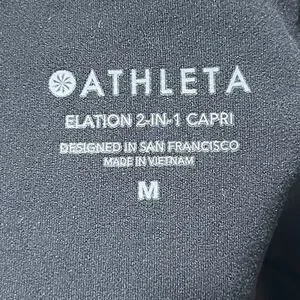 ATHLETA
ELATION 2-IN-1 CAPRI
DESIGNED IN SAN FRANCISCO
MADE IN VIETNAM
M